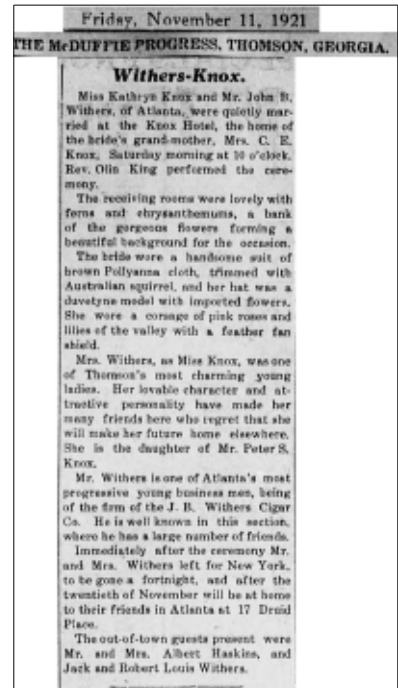 Friday, November 11, 1921
THE McDUFFIE PROGRESS, THOMSON, GEORGIA.
Withers-Knox.
Miss Kathryn Knox and Mr. John B.
Withers, of Atlanta, were quietly mar-
ried at the Knox Hotel, the home of
the bride's grand-mother, Mrs. C. E.
Knox, Saturday morning at 10 o'clock.
Rev. Olin King performed the cere-
mony.
The receiving rooms were lovely with
ferns and chrysanthemums, a bank
of the gorgeous flowers forming a
beautiful background for the occasion.
The bride wore a handsome suit of
brown Pollyanna cloth, trimmed with
Australian squirrel, and her hat was a
duvetyne model with imported flowers.
She wore a corsage of pink roses and
lilies of the valley with a feather fan
shield.
Mrs. Withers, as Miss Knox, was one
of Thomson's most charming young
ladies. Her lovable character and at-
tractive personality have made her
many friends here who regret that she
will make her future home elsewhere.
She is the daughter of Mr. Peter S.
Knox.
Mr. Withers is one of Atlanta's most
progressive young business men, being
of the firm of the J. B. Withers Cigar
Co. He is well known in this section,
where he has a large number of friends.
Immediately after the ceremony Mr.
and Mrs. Withers left for New York,
to be gone a fortnight, and after the
twentieth of November will be at home
to their friends in Atlanta at 17 Druid
Place.
The out-of-town guests present were
Mr. and Mrs. Albert Haskins, and
Jack and Robert Louis Withers.